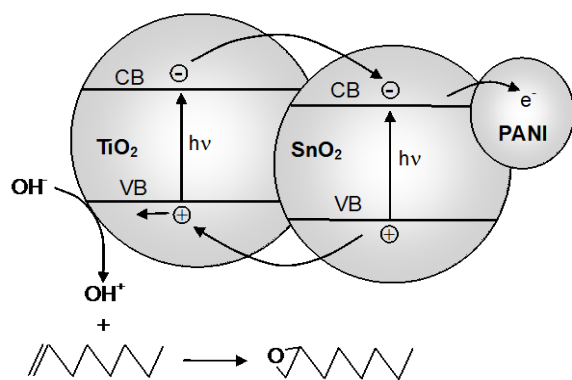 CB
CB
e⁻
PANI
TiO₂
hν
SnO₂
hν
OH⁻
VB
VB
OH⁺
+
O